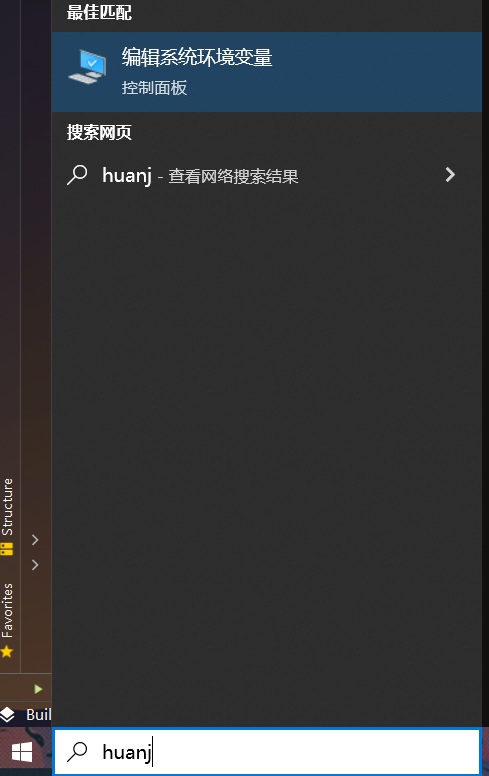 最佳匹配
编辑系统环境变量
控制面板
搜索网页
huanj - 查看网络搜索结果
Structure
Favorites
Buil
huanj